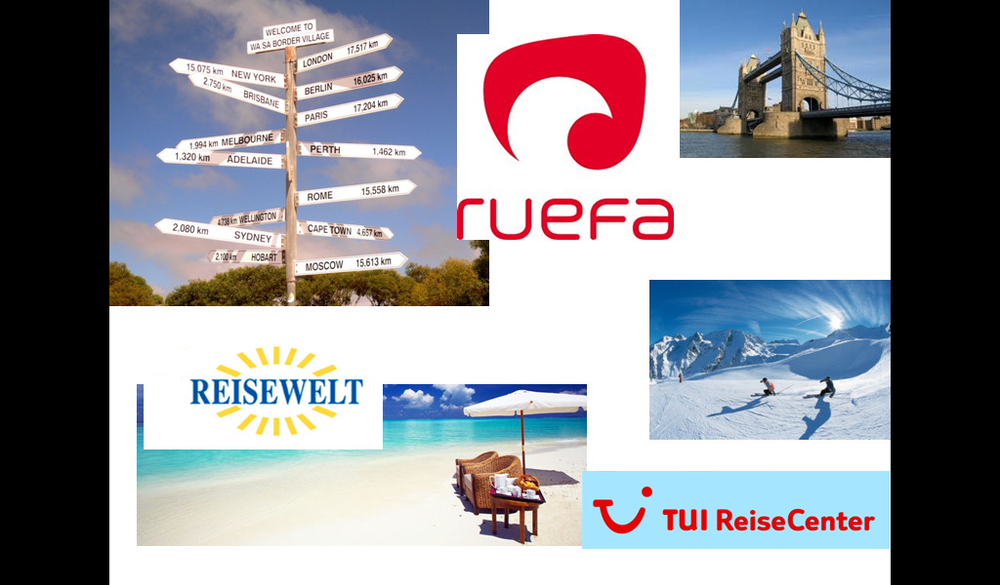 WELCOME TO
WA SA BORDER VILLAGE
LONDON 17.517 km
15.075 km NEW YORK
BERLIN 16,025 km
2.750 km BRISBANE
PARIS 17.204 km
1.994 km MELBOURNE
PERTH 1.462 km
1.320 km ADELAIDE
ROME 15.558 km
4.738 km WELLINGTON
CAPE TOWN 4.657 km
2.080 km SYDNEY
2.100 km HOBART
MOSCOW 15,613 km
ruefa
REISEWELT
TUI ReiseCenter